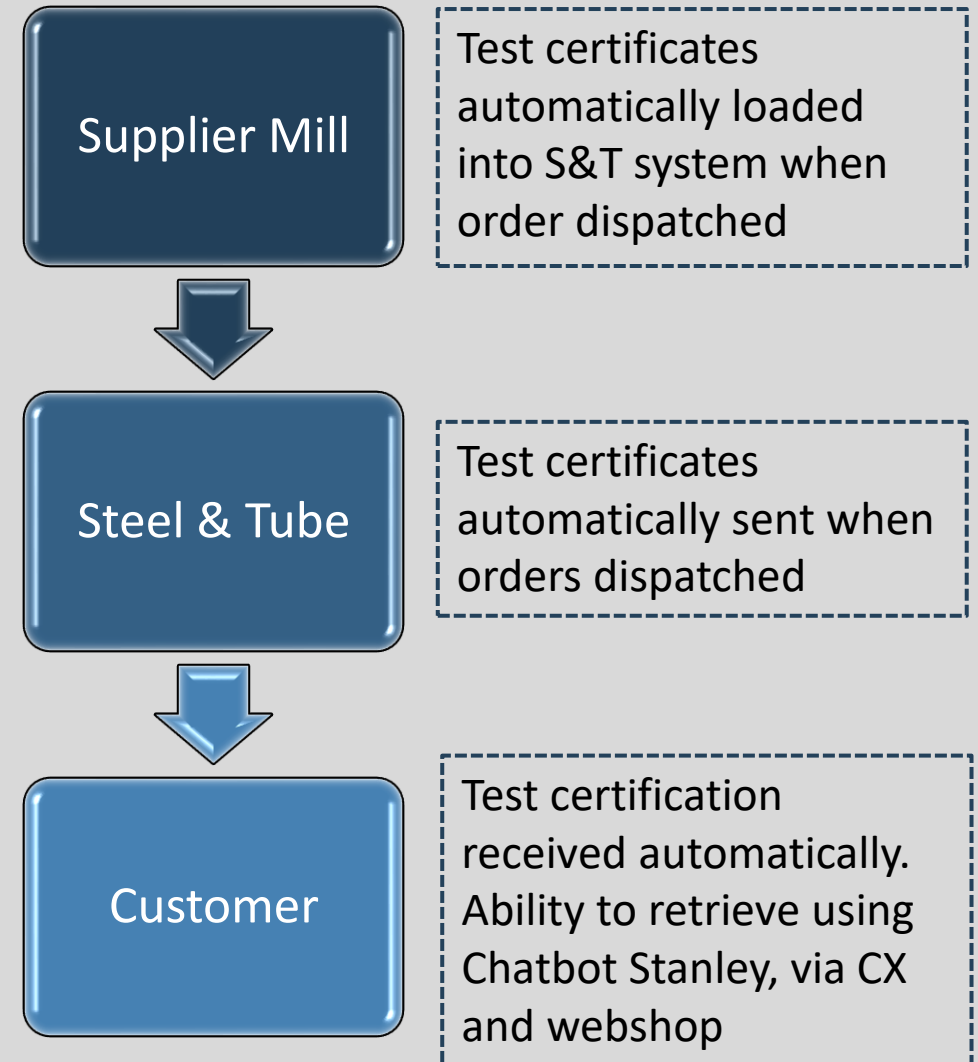 Supplier Mill
Test certificates
automatically loaded
into S&T system when
order dispatched
Steel & Tube
Test certificates
automatically sent when
orders dispatched
Customer
Test certification
received automatically.
Ability to retrieve using
Chatbot Stanley, via CX
and webshop